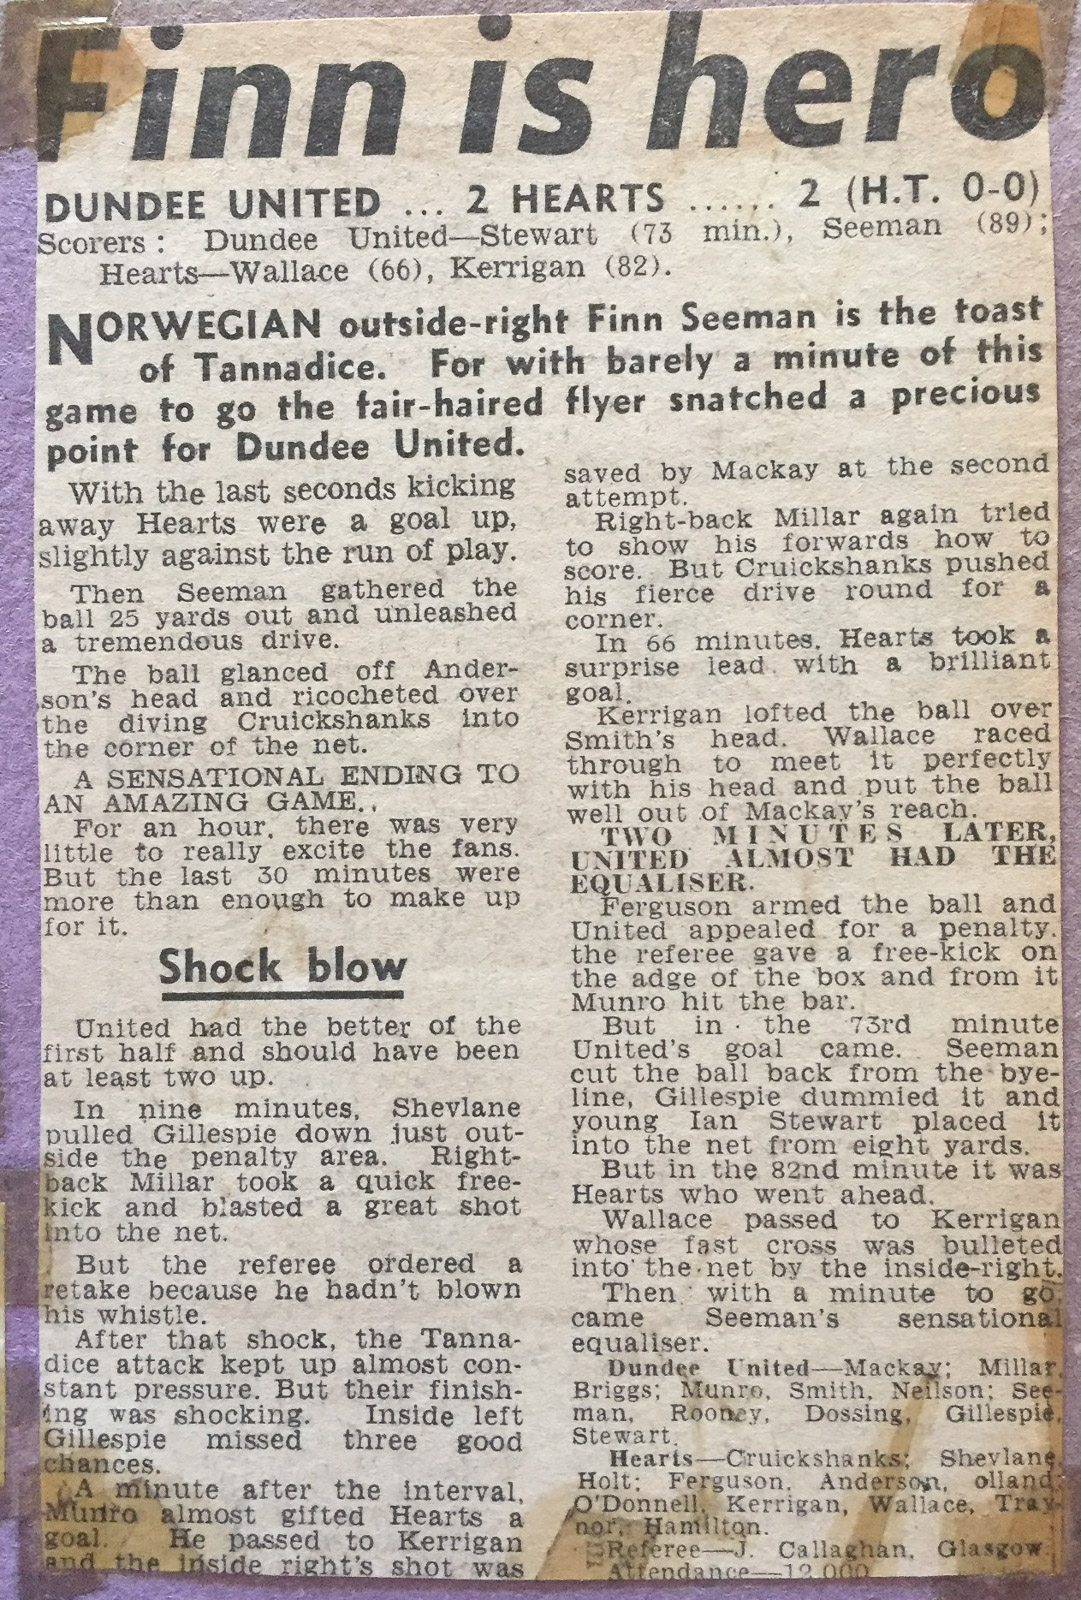 Finn is hero
DUNDEE UNITED ... 2 HEARTS ...... 2 (H.T. 0-0)
Scorers: Dundee United—Stewart (73 min.), Seeman (89);
Hearts—Wallace (66), Kerrigan (82).
NORWEGIAN outside-right Finn Seeman is the toast
of Tannadice. For with barely a minute of this
game to go the fair-haired flyer snatched a precious
point for Dundee United.
With the last seconds kicking
away Hearts were a goal up,
slightly against the run of play.
Then Seeman gathered the
ball 25 yards out and unleashed
a tremendous drive.
The ball glanced off Ander-
son's head and ricocheted over
the diving Cruickshanks into
the corner of the net.
A SENSATIONAL ENDING TO
AN AMAZING GAME..
For an hour, there was very
little to really excite the fans.
But the last 30 minutes were
more than enough to make up
for it.
Shock blow
United had the better of the
first half and should have been
at least two up.
In nine minutes, Shevlane
pulled Gillespie down just out-
side the penalty area. Right-
back Millar took a quick free-
kick and blasted a great shot
into the net.
But the referee ordered a
retake because he hadn't blown
his whistle.
After that shock, the Tanna-
dice attack kept up almost con-
stant pressure. But their finish-
ing was shocking. Inside left
Gillespie missed three good
chances.
A minute after the interval,
Munro almost gifted Hearts a
goal. He passed to Kerrigan
and the inside right's shot was
saved by Mackay at the second
attempt.
Right-back Millar again tried
to show his forwards how to
score. But Cruickshanks pushed
his fierce drive round for a
corner.
In 66 minutes, Hearts took a
surprise lead with a brilliant
goal.
Kerrigan lofted the ball over
Smith's head. Wallace raced
through to meet it perfectly
with his head and put the ball
well out of Mackay's reach.
TWO MINUTES LATER,
UNITED ALMOST HAD THE
EQUALISER.
Ferguson armed the ball and
United appealed for a penalty.
the referee gave a free-kick on
the adge of the box and from it
Munro hit the bar.
But in the 73rd minute
United's goal came. Seeman
cut the ball back from the bye-
line, Gillespie dummied it and
young Ian Stewart placed it
into the net from eight yards.
But in the 82nd minute it was
Hearts who went ahead.
Wallace passed to Kerrigan
whose fast cross was bulleted
into the net by the inside-right.
Then with a minute to go,
came Seeman's sensational
equaliser.
Dundee United—Mackay; Millar,
Briggs; Munro, Smith, Neilson; See-
man, Rooney, Dossing, Gillespie,
Stewart.
Hearts—Cruickshanks; Shevlane,
Holt; Ferguson, Anderson, olland;
O'Donnell, Kerrigan, Wallace, Tray-
nor, Hamilton.
Referee—J. Callaghan, Glasgow.
Attendance—12,000